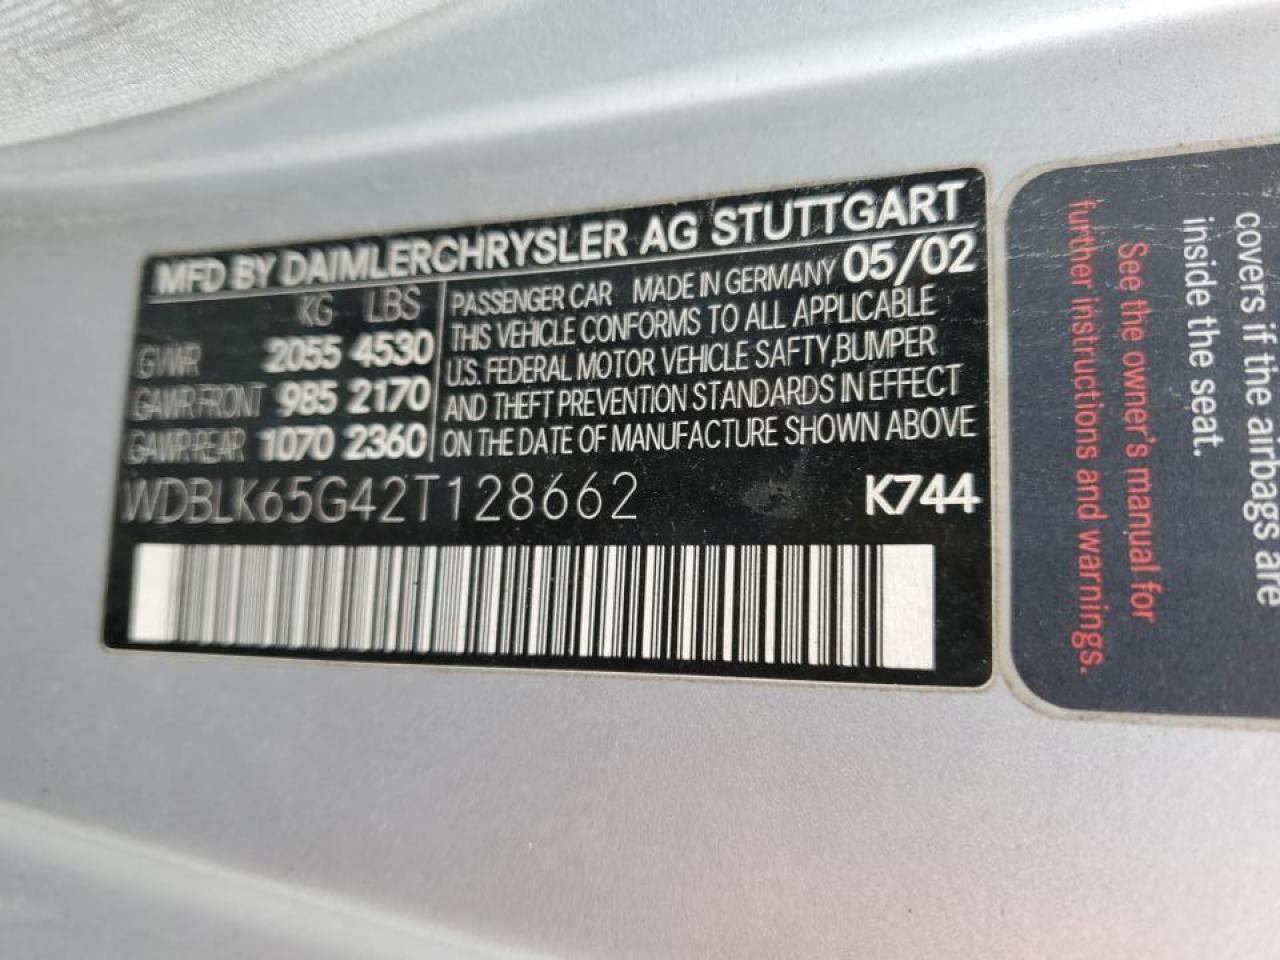 MFD BY DAIMLERCHRYSLER AG STUTTGART
KG LBS
GVWR 2055 4530
GAWR FRONT 985 2170
GAWR REAR 1070 2360
PASSENGER CAR MADE IN GERMANY 05/02
THIS VEHICLE CONFORMS TO ALL APPLICABLE
U.S. FEDERAL MOTOR VEHICLE SAFTY,BUMPER
AND THEFT PREVENTION STANDARDS IN EFFECT
ON THE DATE OF MANUFACTURE SHOWN ABOVE
WDBLK65G42T128662 K744
covers if the airbags are
inside the seat.
See the owner's manual for
further instructions and warnings.